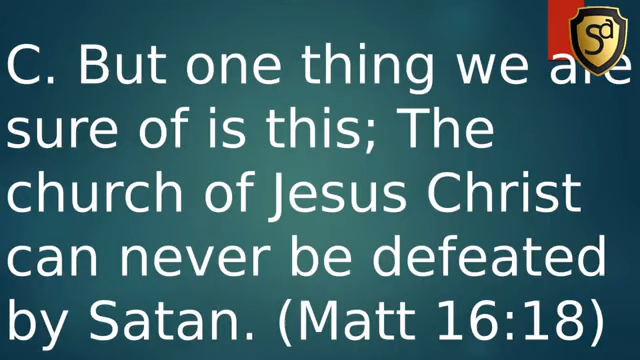 C. But one thing we are
sure of is this; The
church of Jesus Christ
can never be defeated
by Satan. (Matt 16:18)
Sa